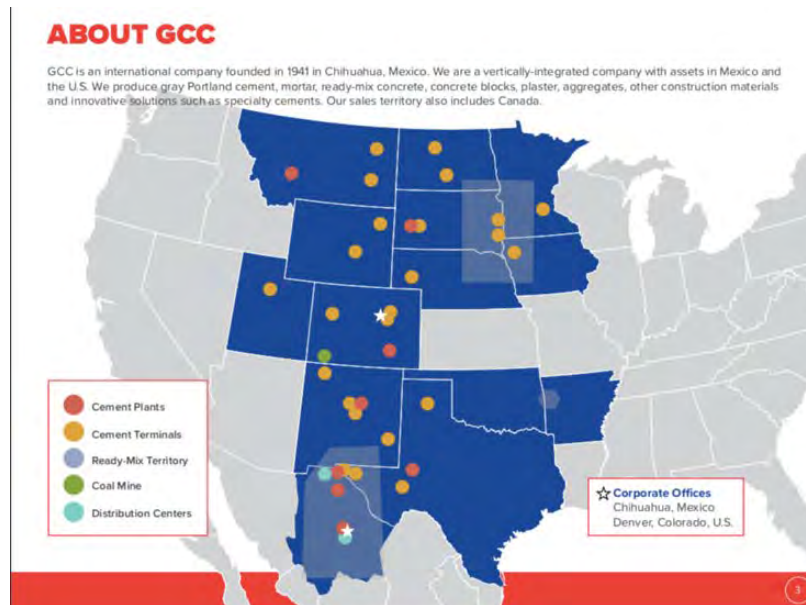 ABOUT GCC
GCC is an international company founded in 1941 in Chihuahua, Mexico. We are a vertically-integrated company with assets in Mexico and
the U.S. We produce gray Portland cement, mortar, ready-mix concrete, concrete blocks, plaster, aggregates, other construction materials
and innovative solutions such as specialty cements. Our sales territory also includes Canada.
Cement Plants
Cement Terminals
Ready-Mix Territory
Coal Mine
Distribution Centers
Corporate Offices
Chihuahua, Mexico
Denver, Colorado, U.S.
3